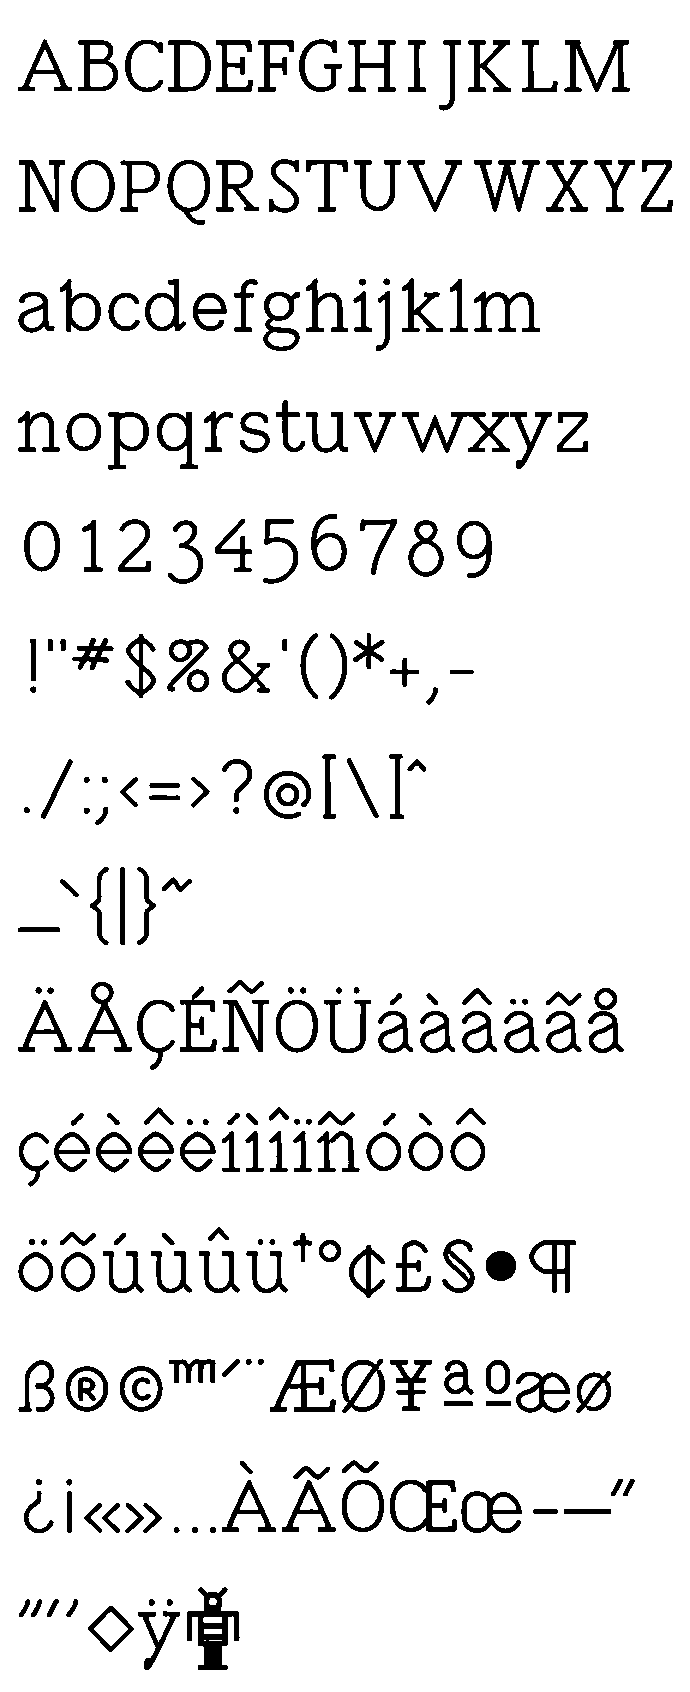 ABCDEFGHIJKLM
NOPQRSTUVWXYZ
abcdefghijklm
nopqrstuvwxyz
0123456789
!"#$%&'()*+,-
./:;<=>?@[\]^
_`{|}~
ÄÅÇÉÑÖÜáàâäãå
çéèêëíìîïñóòô
öõúùûü†°¢£§•¶
ß®©™´¨ÆØ¥ªºæø
¿¡«»…ÀÃÕŒœ-—“
”‘’◇ÿ